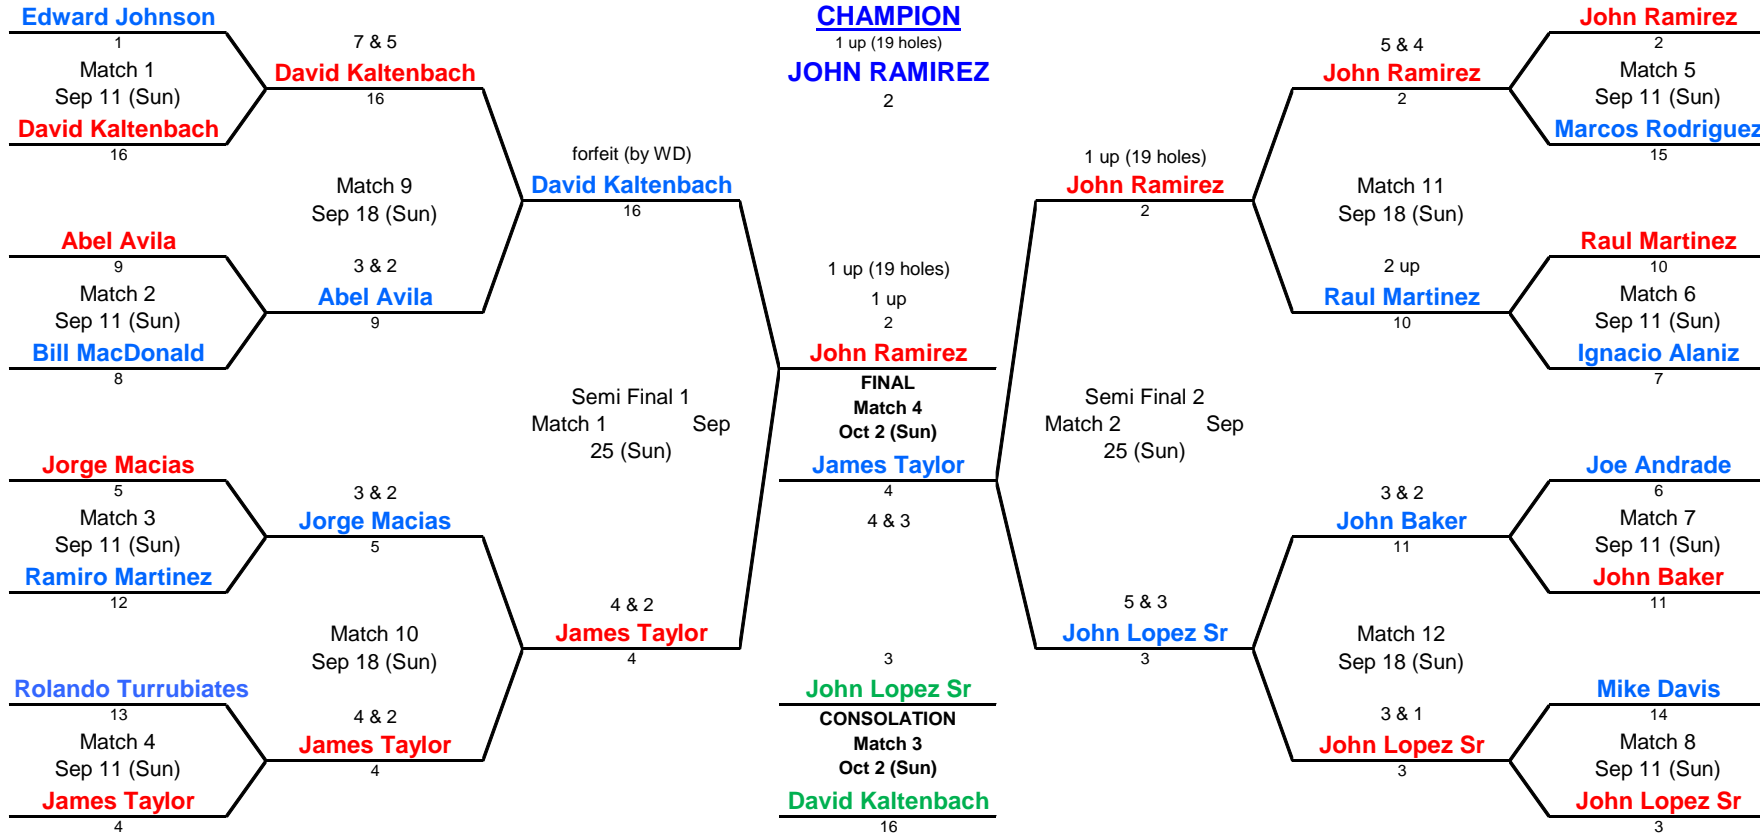 Edward Johnson
1
Match 1
Sep 11 (Sun)
David Kaltenbach
16
Abel Avila
9
Match 2
Sep 11 (Sun)
Bill MacDonald
8
Jorge Macias
5
Match 3
Sep 11 (Sun)
Ramiro Martinez
12
Rolando Turrubiates
13
Match 4
Sep 11 (Sun)
James Taylor
4
7 & 5
David Kaltenbach
16
Match 9
Sep 18 (Sun)
3 & 2
Abel Avila
9
3 & 2
Jorge Macias
5
Match 10
Sep 18 (Sun)
4 & 2
James Taylor
4
forfeit (by WD)
David Kaltenbach
16
Semi Final 1
Match 1 Sep
25 (Sun)
4 & 2
James Taylor
4
CHAMPION
1 up (19 holes)
JOHN RAMIREZ
2
1 up (19 holes)
1 up
2
John Ramirez
FINAL
Match 4
Oct 2 (Sun)
James Taylor
4
4 & 3
3
John Lopez Sr
CONSOLATION
Match 3
Oct 2 (Sun)
David Kaltenbach
16
1 up (19 holes)
John Ramirez
2
Semi Final 2
Match 2 Sep
25 (Sun)
5 & 3
John Lopez Sr
3
5 & 4
John Ramirez
2
Match 11
Sep 18 (Sun)
2 up
Raul Martinez
10
3 & 2
John Baker
11
Match 12
Sep 18 (Sun)
3 & 1
John Lopez Sr
3
John Ramirez
2
Match 5
Sep 11 (Sun)
Marcos Rodriguez
15
Raul Martinez
10
Match 6
Sep 11 (Sun)
Ignacio Alaniz
7
Joe Andrade
6
Match 7
Sep 11 (Sun)
John Baker
11
Mike Davis
14
Match 8
Sep 11 (Sun)
John Lopez Sr
3